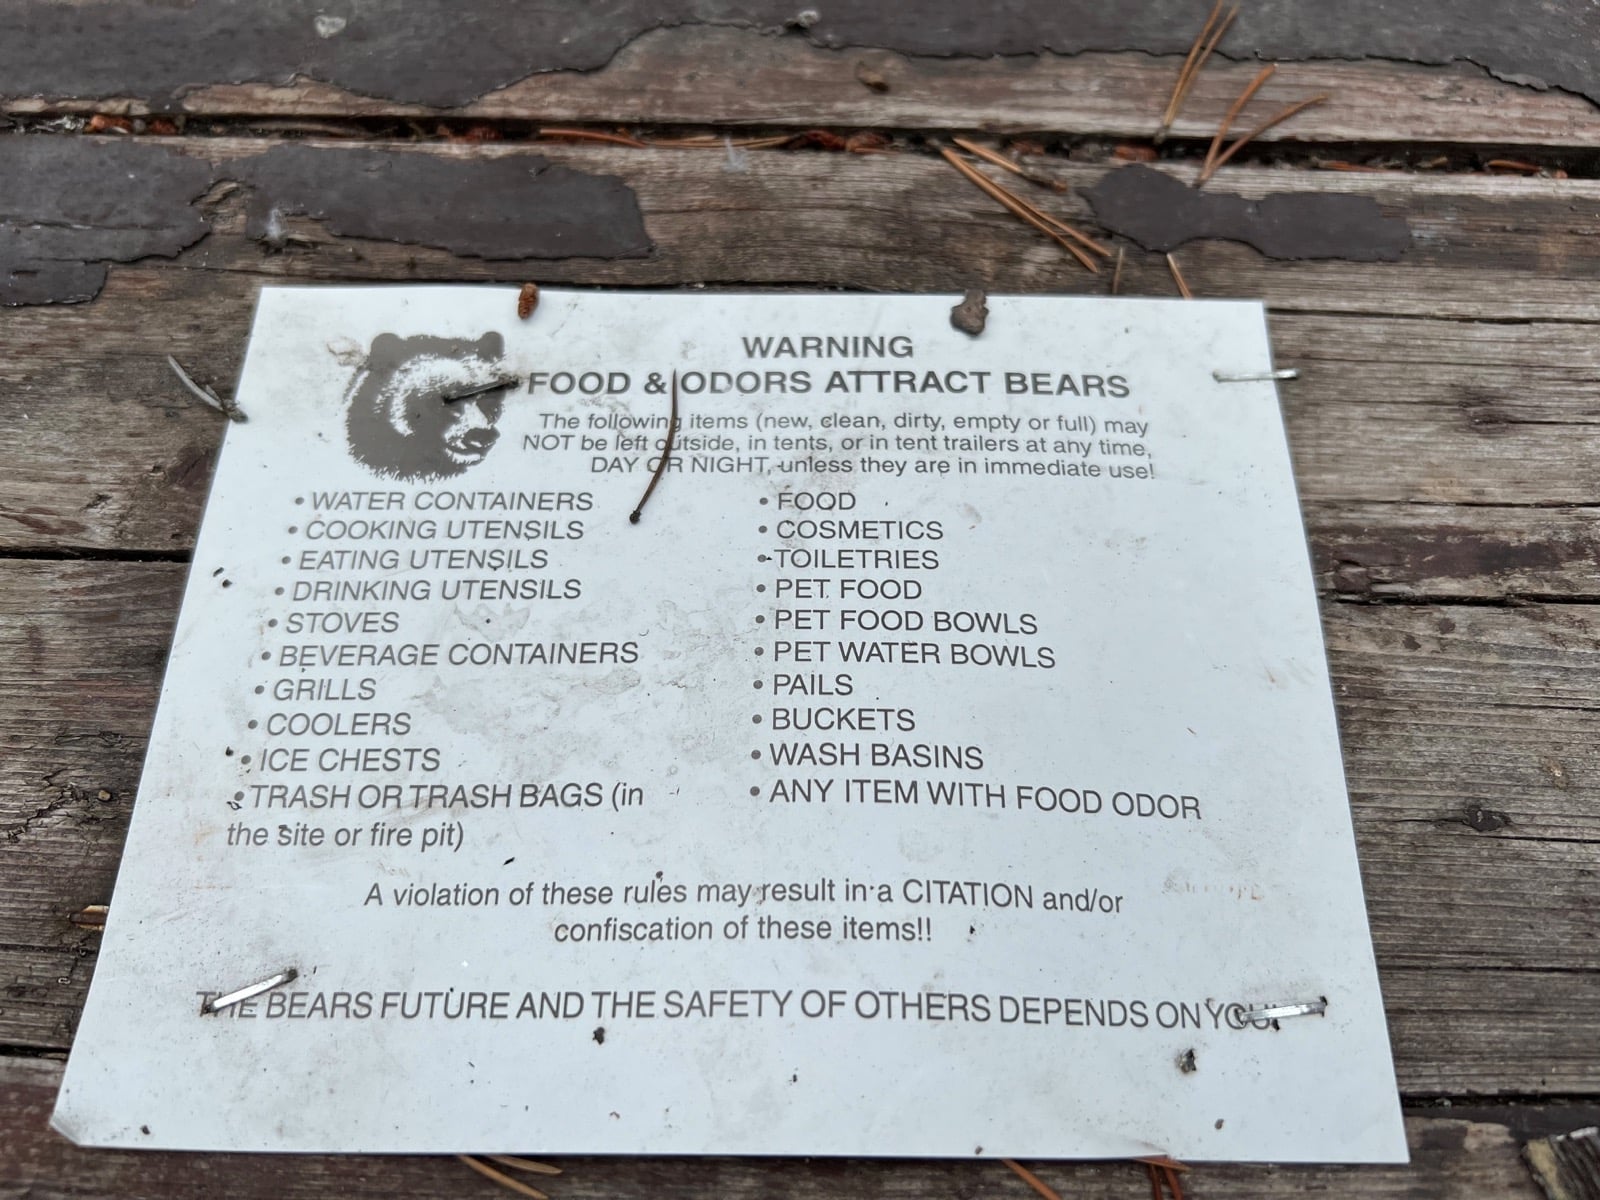 WARNING
FOOD & ODORS ATTRACT BEARS
The following items (new, clean, dirty, empty or full) may
NOT be left outside, in tents, or in tent trailers at any time,
DAY OR NIGHT, unless they are in immediate use!
• WATER CONTAINERS
• COOKING UTENSILS
• EATING UTENSILS
• DRINKING UTENSILS
• STOVES
• BEVERAGE CONTAINERS
• GRILLS
• COOLERS
• ICE CHESTS
• TRASH OR TRASH BAGS (in
the site or fire pit)
• FOOD
• COSMETICS
• TOILETRIES
• PET FOOD
• PET FOOD BOWLS
• PET WATER BOWLS
• PAILS
• BUCKETS
• WASH BASINS
• ANY ITEM WITH FOOD ODOR
A violation of these rules may result in a CITATION and/or
confiscation of these items!!
THE BEARS FUTURE AND THE SAFETY OF OTHERS DEPENDS ON YOU!